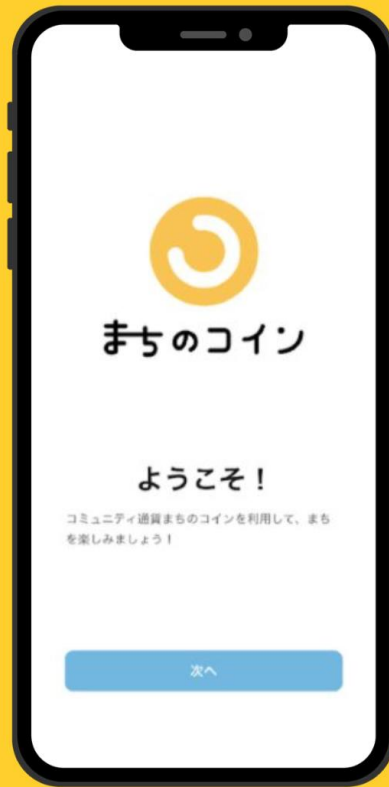 まちのコイン
ようこそ！
コミュニティ通貨まちのコインを利用して、まち
を楽しみましょう！
次へ